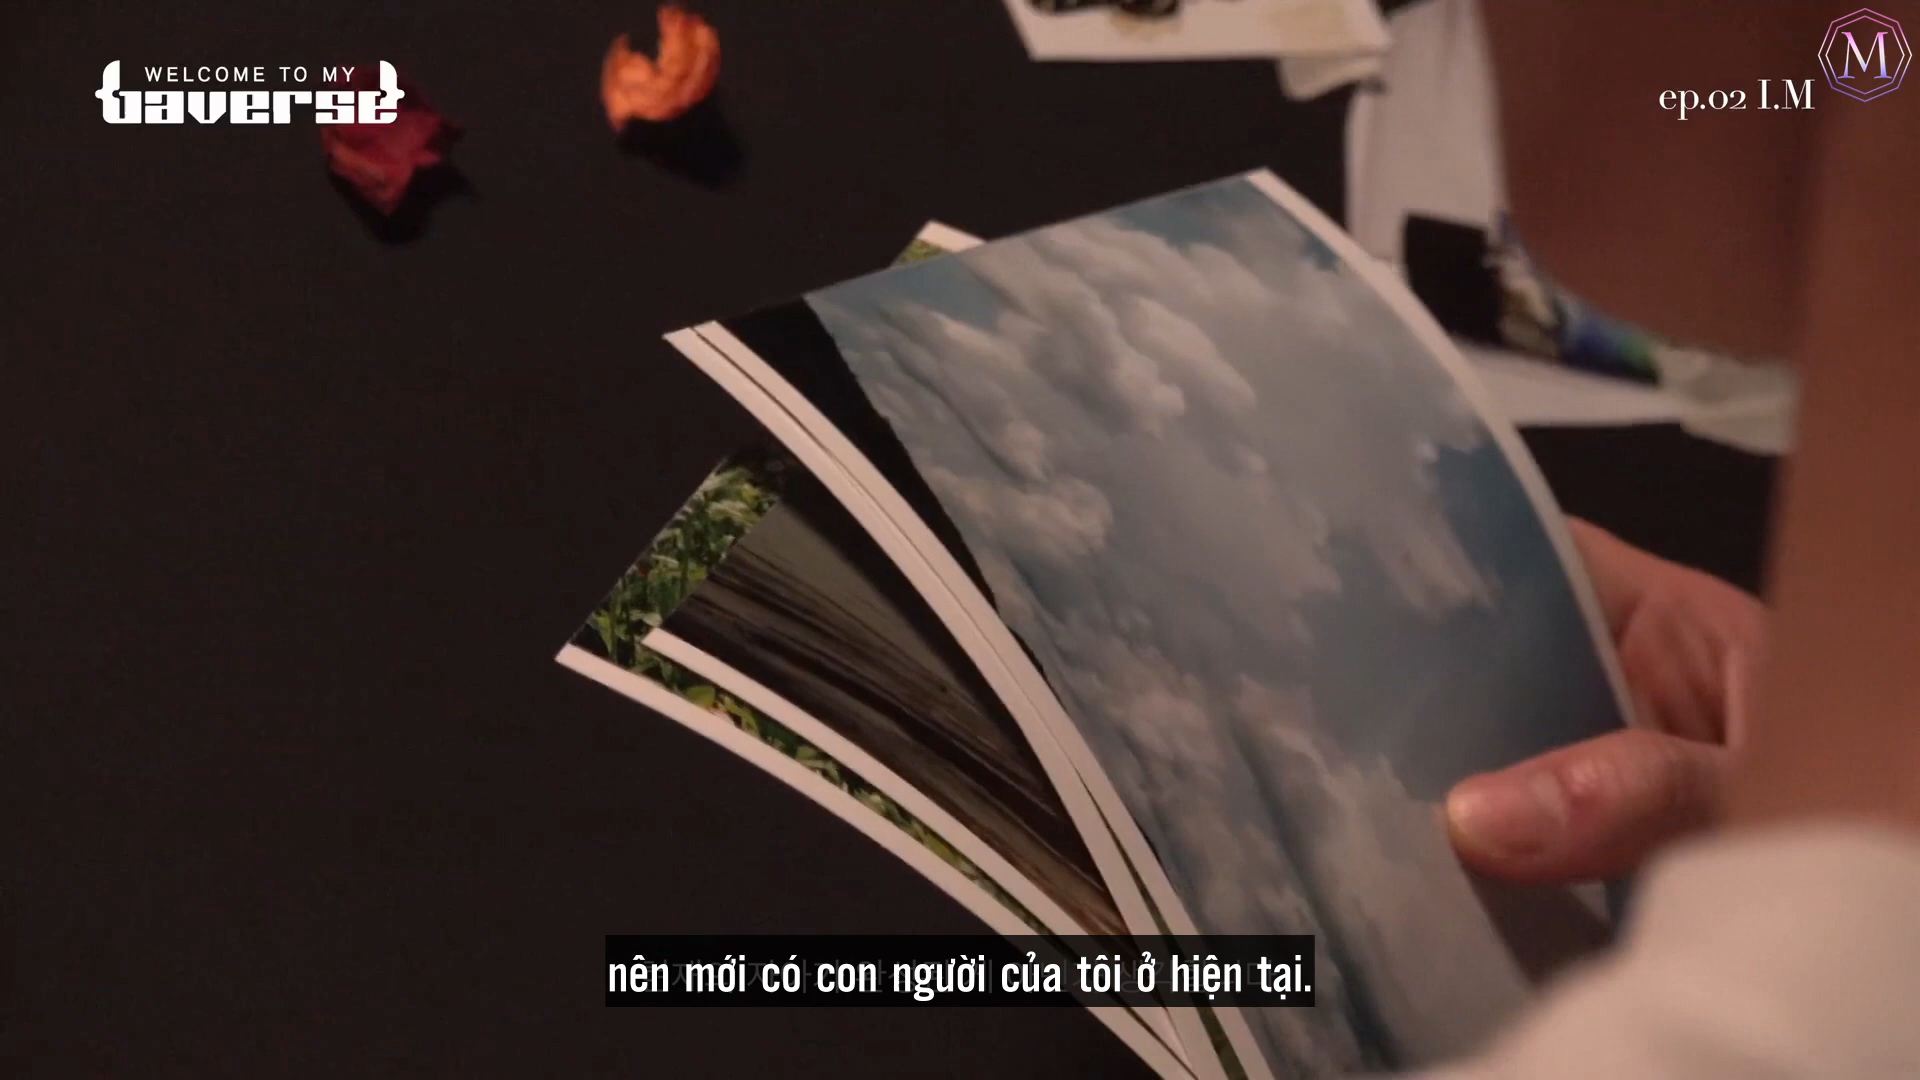 WELCOME TO MY
{baverse}
ep.02 I.M
M
nên mới có con người của tôi ở hiện tại.